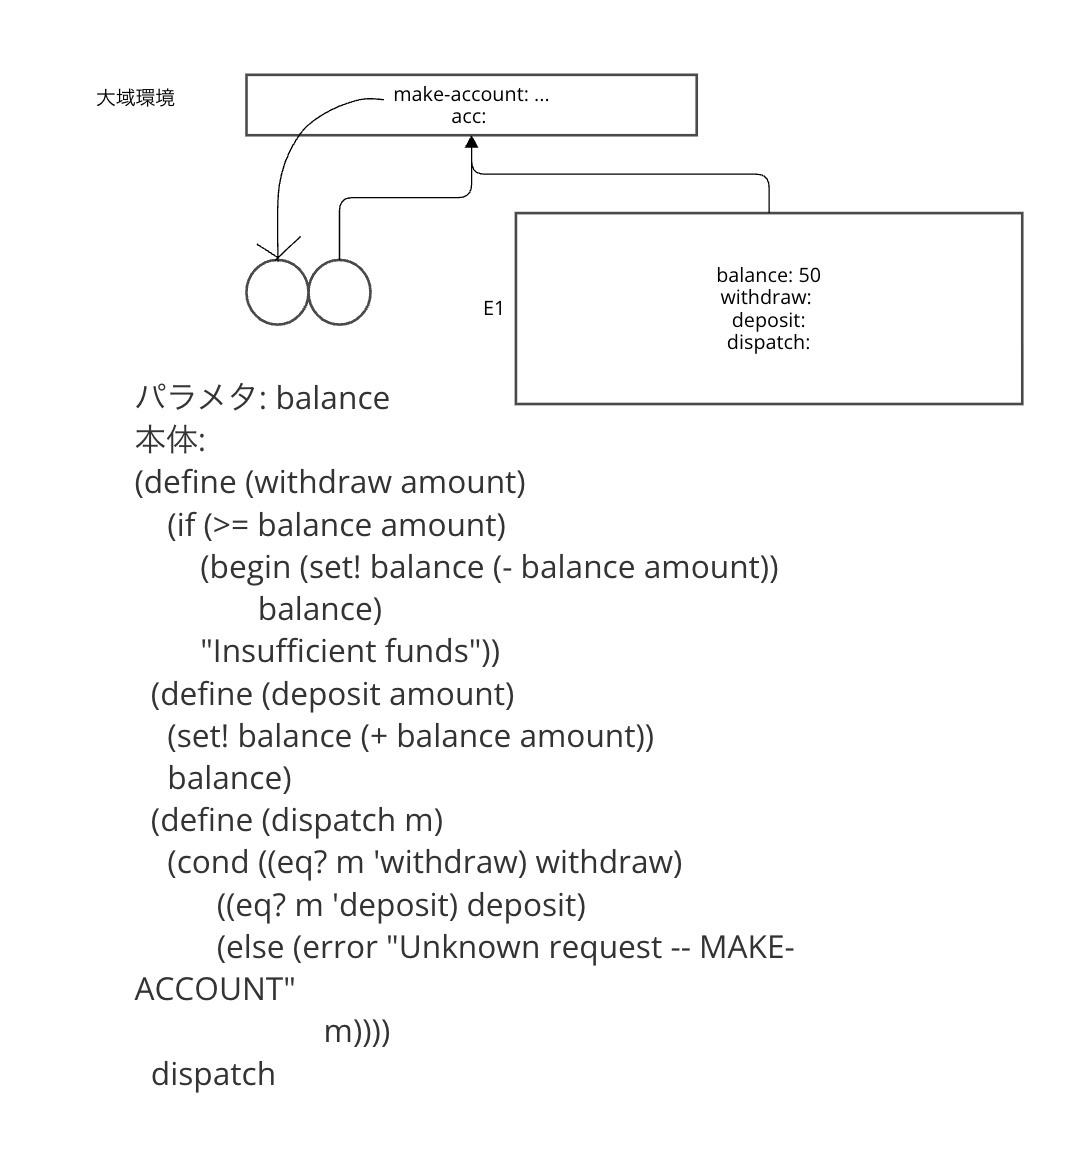 大域環境
make-account: ...
acc:
E1
balance: 50
withdraw:
deposit:
dispatch:
パラメタ: balance
本体:
(define (withdraw amount)
(if (>= balance amount)
(begin (set! balance (- balance amount))
balance)
"Insufficient funds"))
(define (deposit amount)
(set! balance (+ balance amount))
balance)
(define (dispatch m)
(cond ((eq? m 'withdraw) withdraw)
((eq? m 'deposit) deposit)
(else (error "Unknown request -- MAKE-
ACCOUNT"
m))))
dispatch